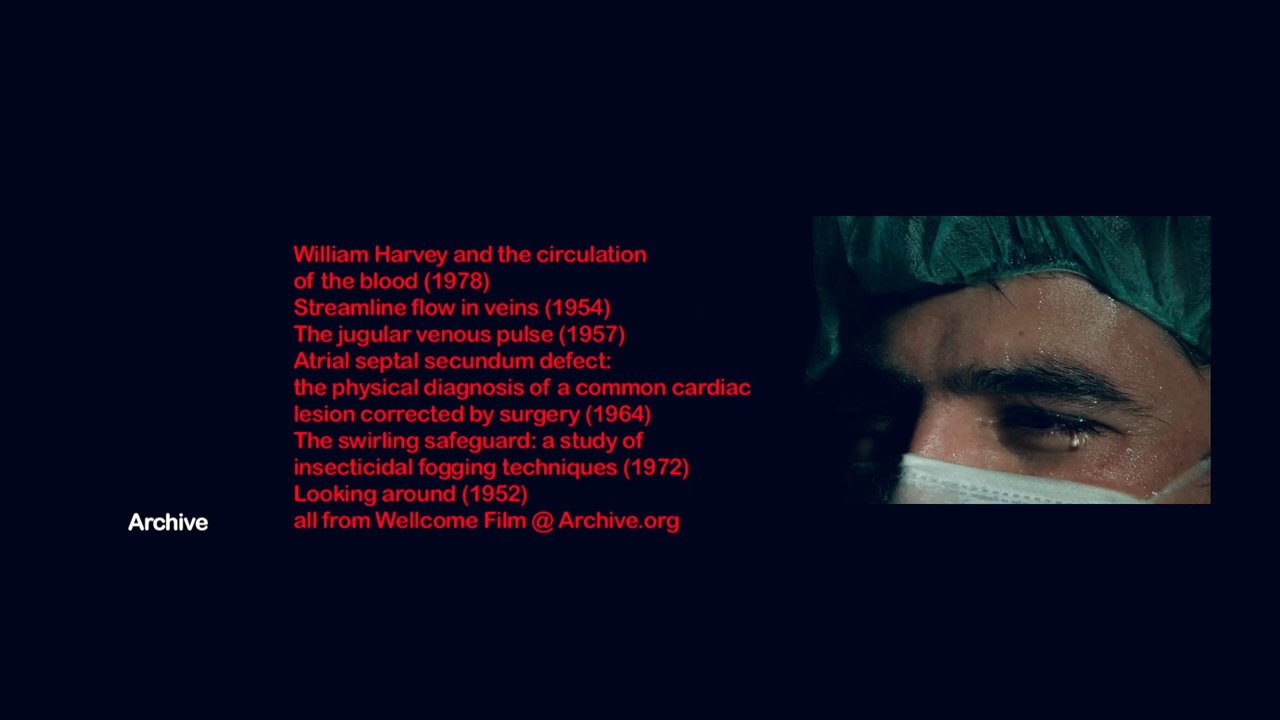 William Harvey and the circulation
of the blood (1978)
Streamline flow in veins (1954)
The jugular venous pulse (1957)
Atrial septal secundum defect:
the physical diagnosis of a common cardiac
lesion corrected by surgery (1964)
The swirling safeguard: a study of
insecticidal fogging techniques (1972)
Looking around (1952)
Archive
all from Wellcome Film @ Archive.org